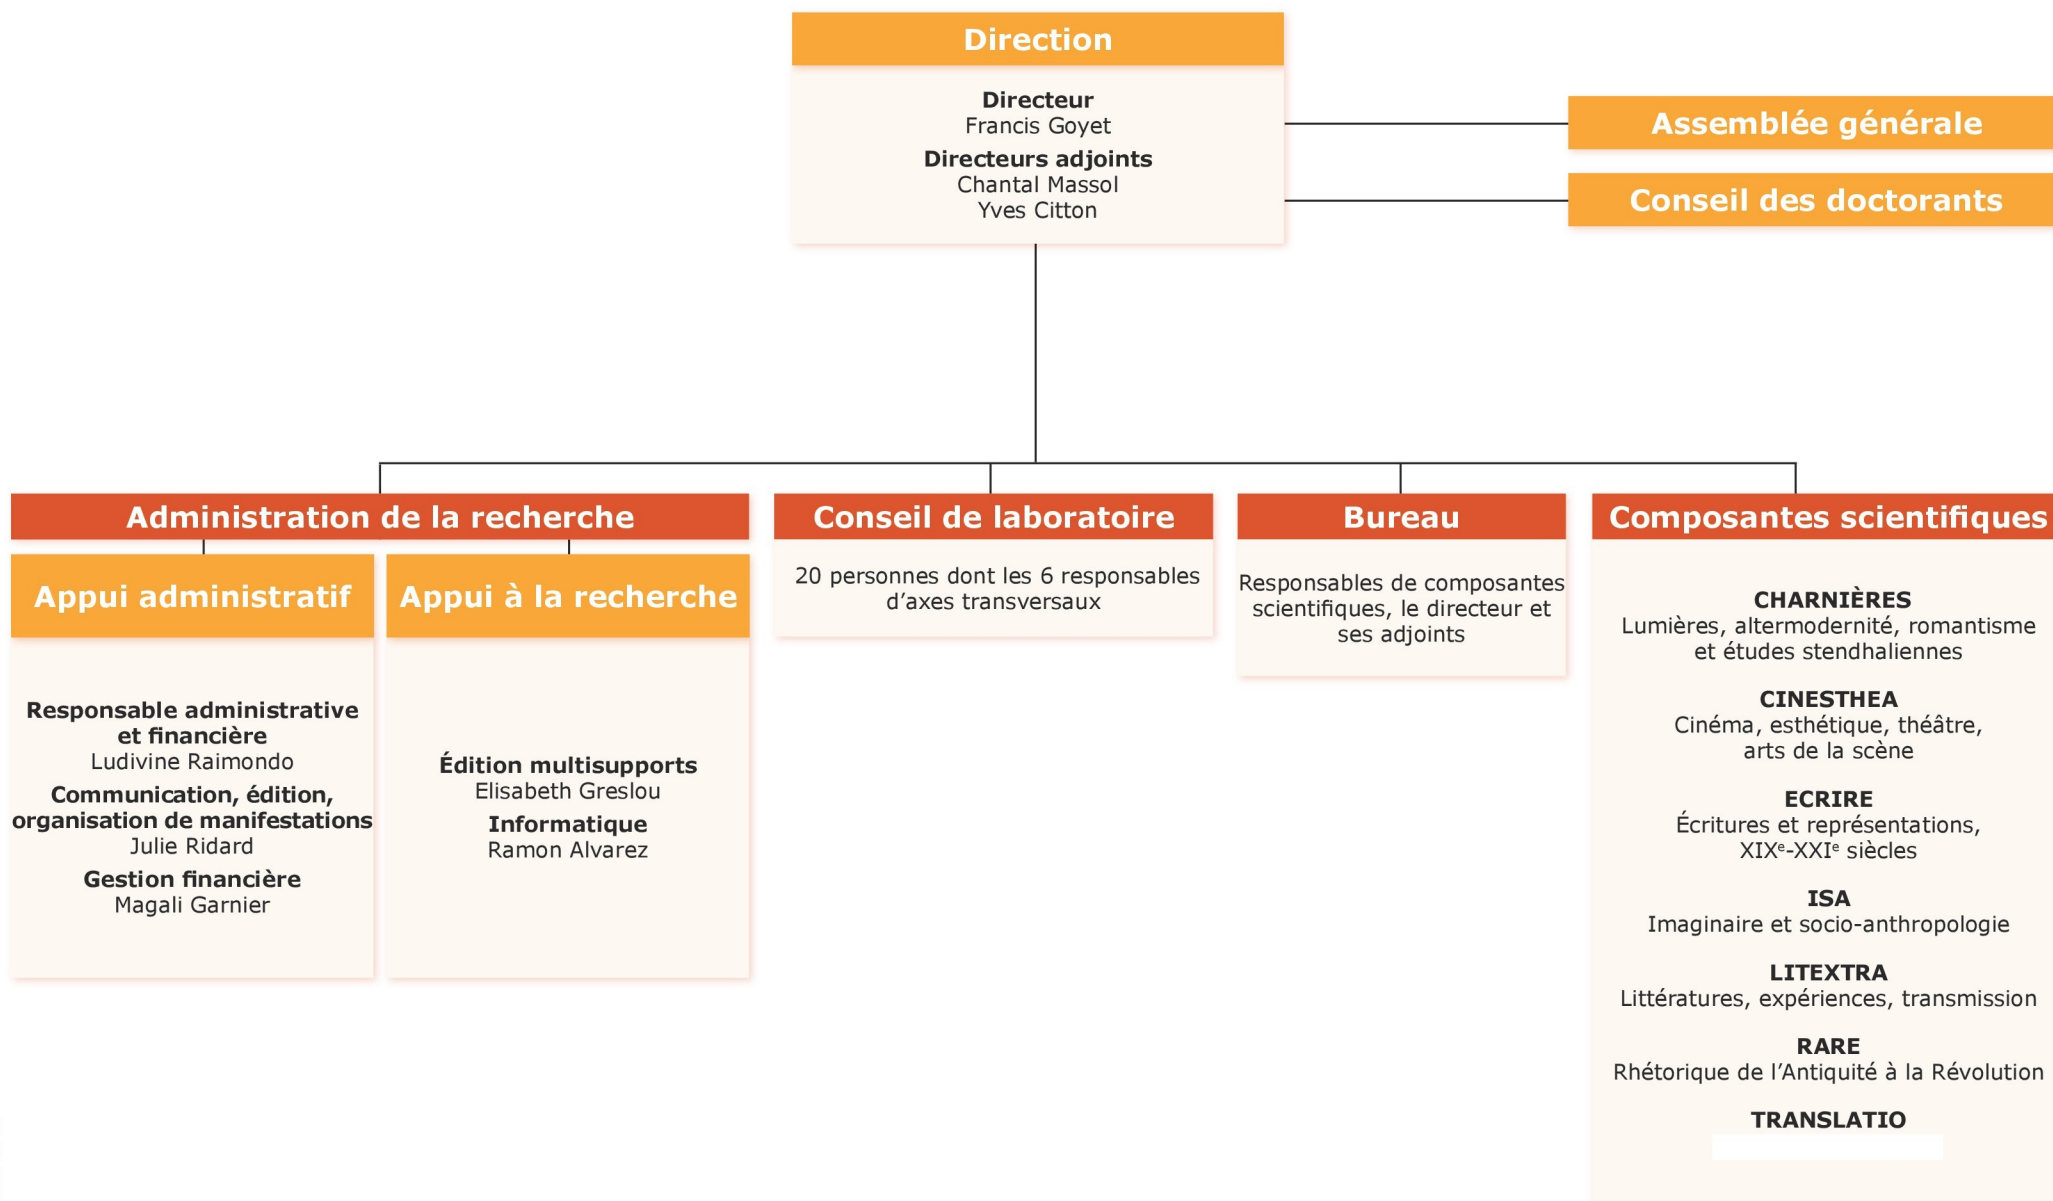 Direction
Directeur
Francis Goyet
Directeurs adjoints
Chantal Massol
Yves Citton
Assemblée générale
Conseil des doctorants
Administration de la recherche
Appui administratif
Responsable administrative
et financière
Ludivine Raimondo
Communication, édition,
organisation de manifestations
Julie Ridard
Gestion financière
Magali Garnier
Appui à la recherche
Édition multisupports
Elisabeth Greslou
Informatique
Ramon Alvarez
Conseil de laboratoire
20 personnes dont les 6 responsables
d’axes transversaux
Bureau
Responsables de composantes
scientifiques, le directeur et
ses adjoints
Composantes scientifiques
CHARNIÈRES
Lumières, altermodernité, romantisme
et études stendhaliennes
CINESTHEA
Cinéma, esthétique, théâtre,
arts de la scène
ECRIRE
Écritures et représentations,
XIXᵉ-XXIᵉ siècles
ISA
Imaginaire et socio-anthropologie
LITEXTRA
Littératures, expériences, transmission
RARE
Rhétorique de l’Antiquité à la Révolution
TRANSLATIO